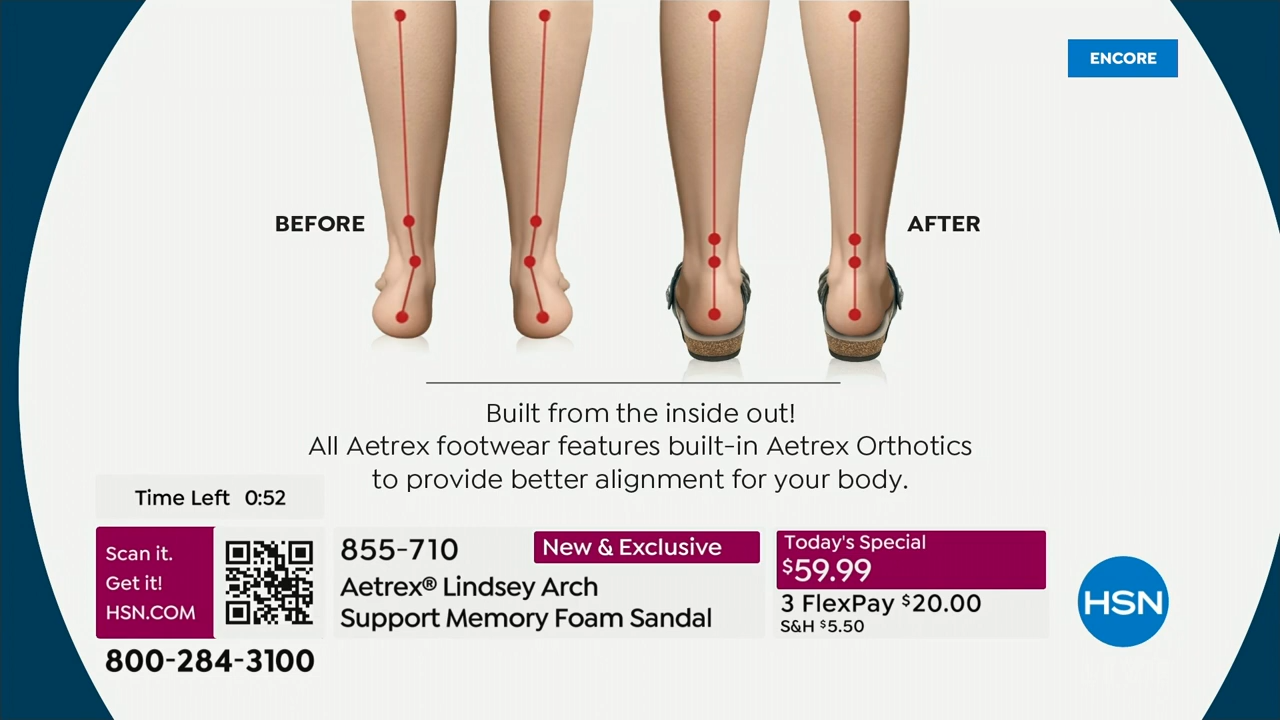 ENCORE
BEFORE
AFTER
Built from the inside out!
All Aetrex footwear features built-in Aetrex Orthotics
to provide better alignment for your body.
Time Left 0:52
Scan it.
Get it!
HSN.COM
800-284-3100
855-710
New & Exclusive
Aetrex® Lindsey Arch
Support Memory Foam Sandal
Today's Special
$59.99
3 FlexPay $20.00
S&H $5.50
HSN